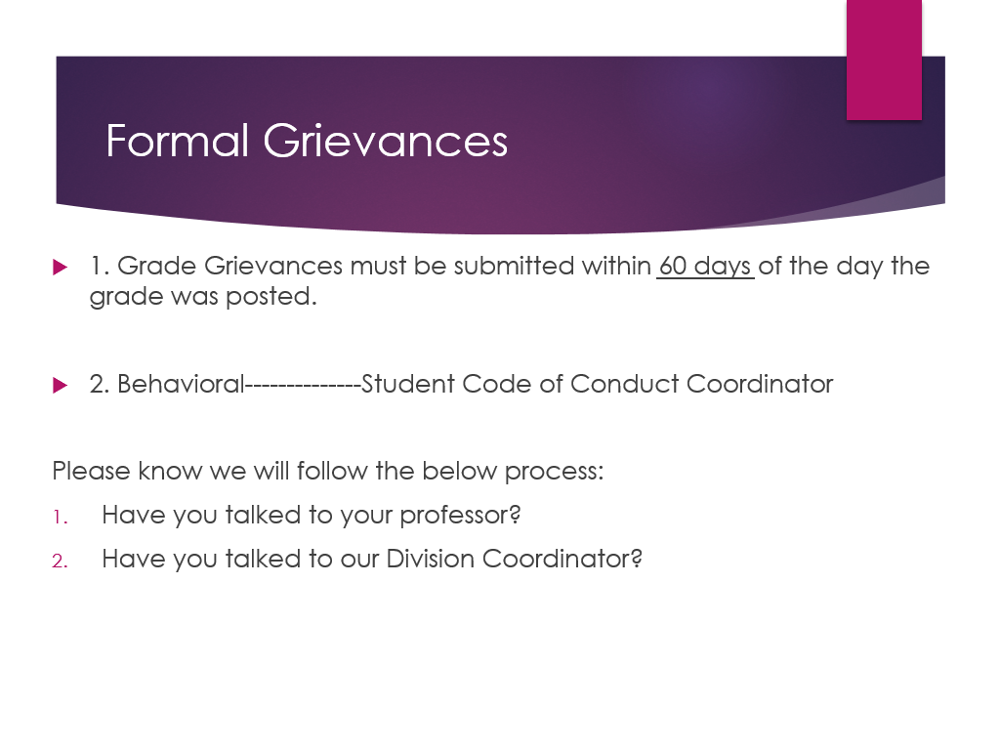 Formal Grievances
1. Grade Grievances must be submitted within 60 days of the day the
grade was posted.
2. Behavioral--------------Student Code of Conduct Coordinator
Please know we will follow the below process:
1. Have you talked to your professor?
2. Have you talked to our Division Coordinator?